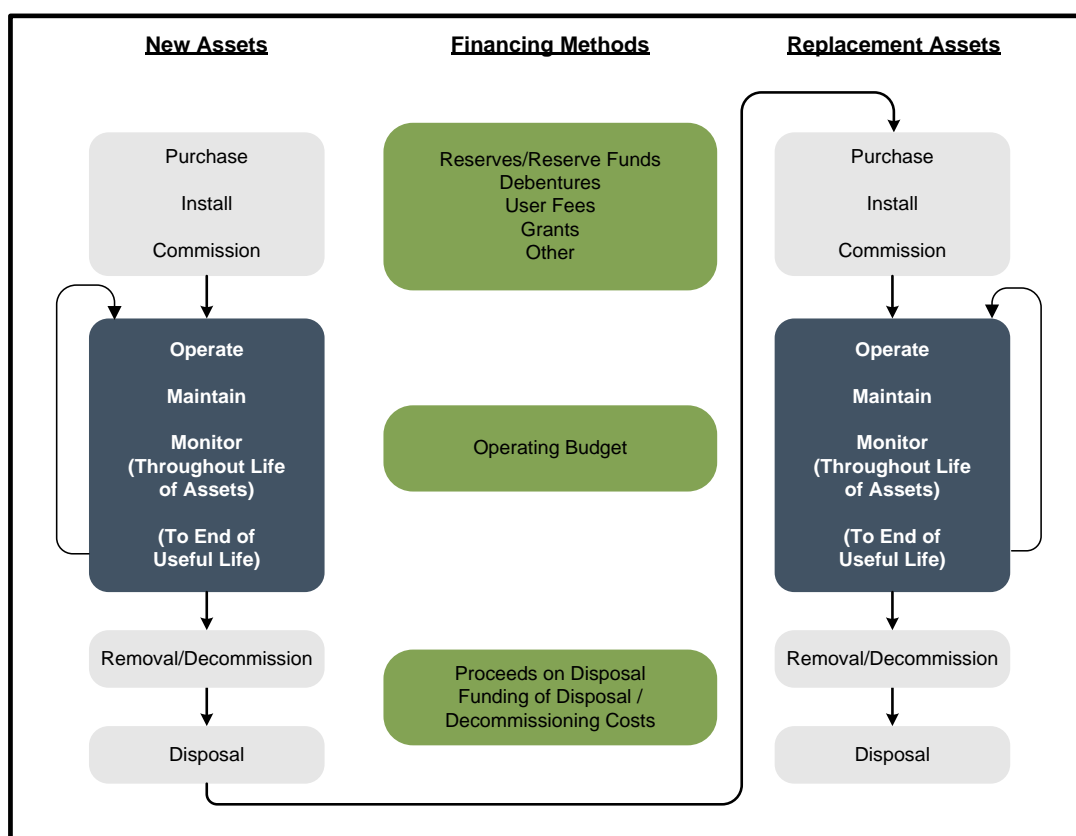 New Assets
Financing Methods
Replacement Assets
Purchase
Install
Commission
Operate
Maintain
Monitor
(Throughout Life
of Assets)
(To End of
Useful Life)
Removal/Decommission
Disposal
Reserves/Reserve Funds
Debentures
User Fees
Grants
Other
Operating Budget
Proceeds on Disposal
Funding of Disposal /
Decommissioning Costs
Purchase
Install
Commission
Operate
Maintain
Monitor
(Throughout Life
of Assets)
(To End of
Useful Life)
Removal/Decommission
Disposal